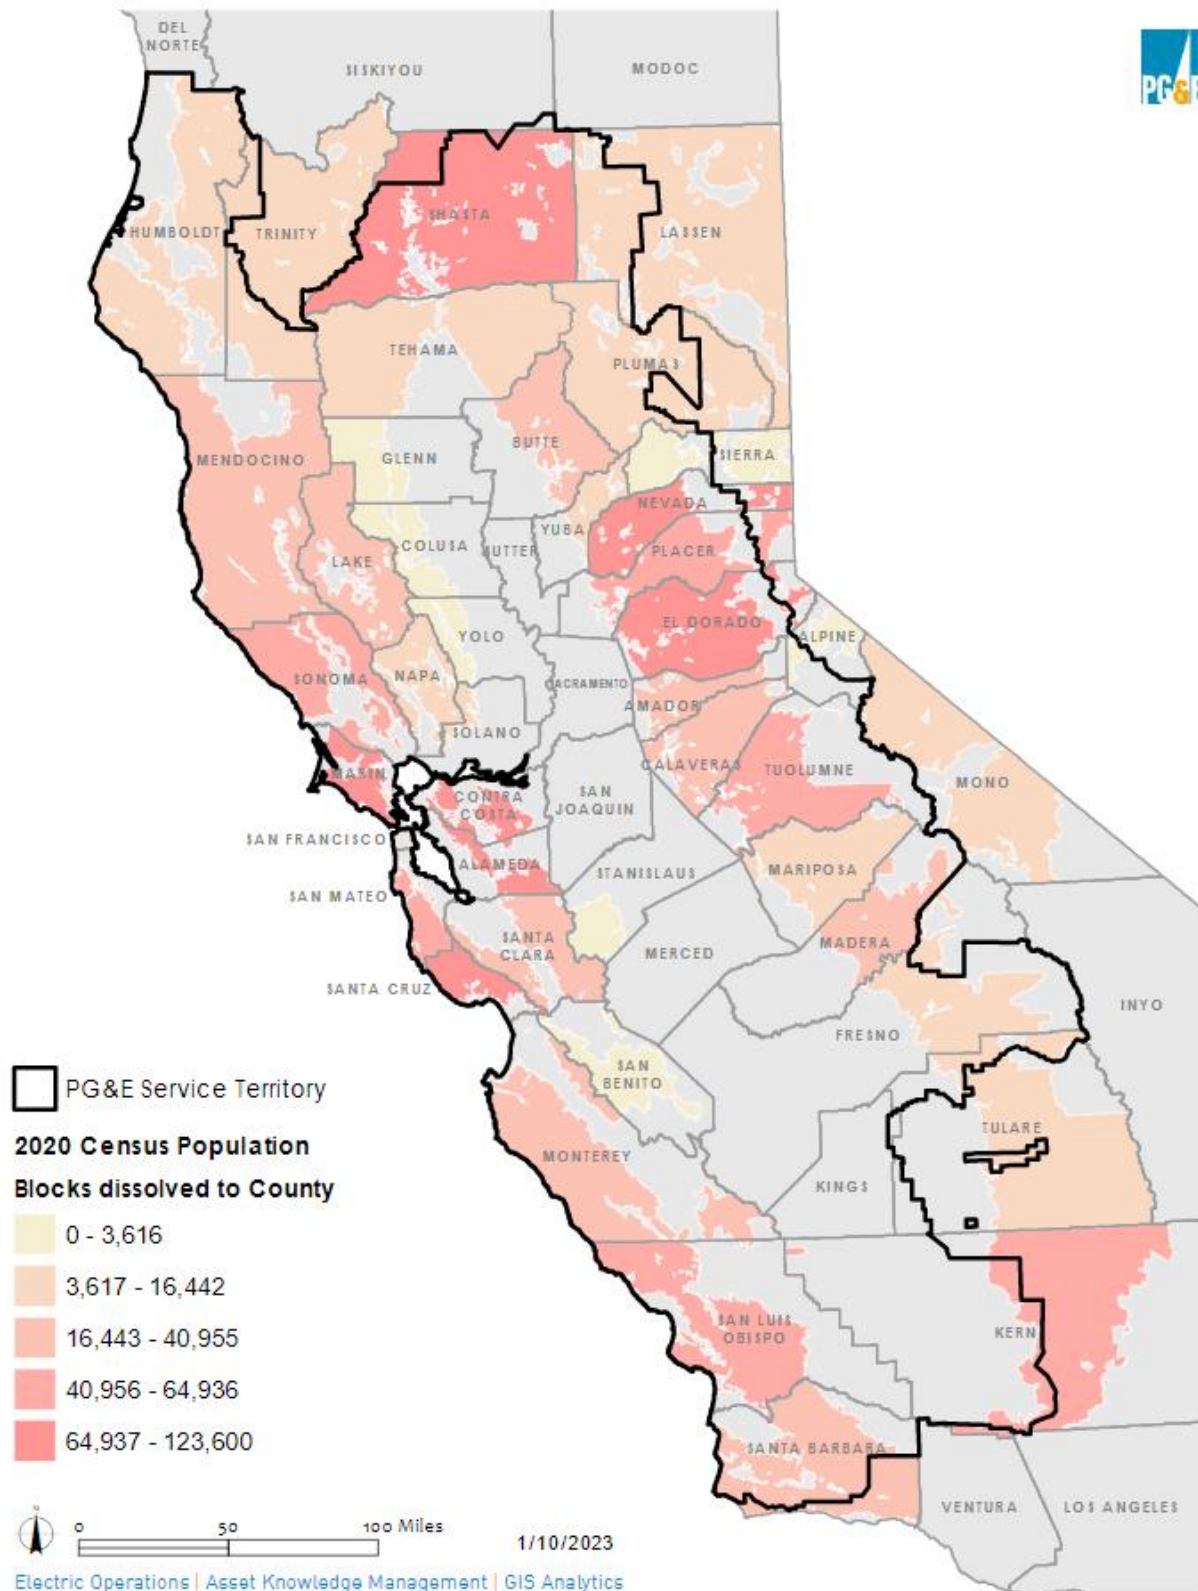 DEL
NORTE
SISKIYOU
MODOC
PG&E
SHASTA
HUMBOLDT
TRINITY
LASSEN
TEHAMA
PLUMAS
BUTTE
MENDOCINO
GLENN
SIERRA
NEVADA
YUBA
COLUSA
SUTTER
PLACER
LAKE
EL DORADO
YOLO
ALPINE
SONOMA
NAPA
SACRAMENTO
AMADOR
SOLANO
CALAVERAS
TUOLUMNE
MARIN
MONO
CONTRA
COSTA
SAN
JOAQUIN
SAN FRANCISCO
ALAMEDA
STANISLAUS
MARIPOSA
SAN MATEO
SANTA
CLARA
MERCED
MADERA
SANTA CRUZ
INYO
FRESNO
SAN
BENITO
TULARE
MONTEREY
KINGS
SAN LUIS
OBISPO
KERN
SANTA BARBARA
VENTURA
LOS ANGELES
PG&E Service Territory
2020 Census Population
Blocks dissolved to County
0 - 3,616
3,617 - 16,442
16,443 - 40,955
40,956 - 64,936
64,937 - 123,600
N
0 50 100 Miles
1/10/2023
Electric Operations | Asset Knowledge Management | GIS Analytics